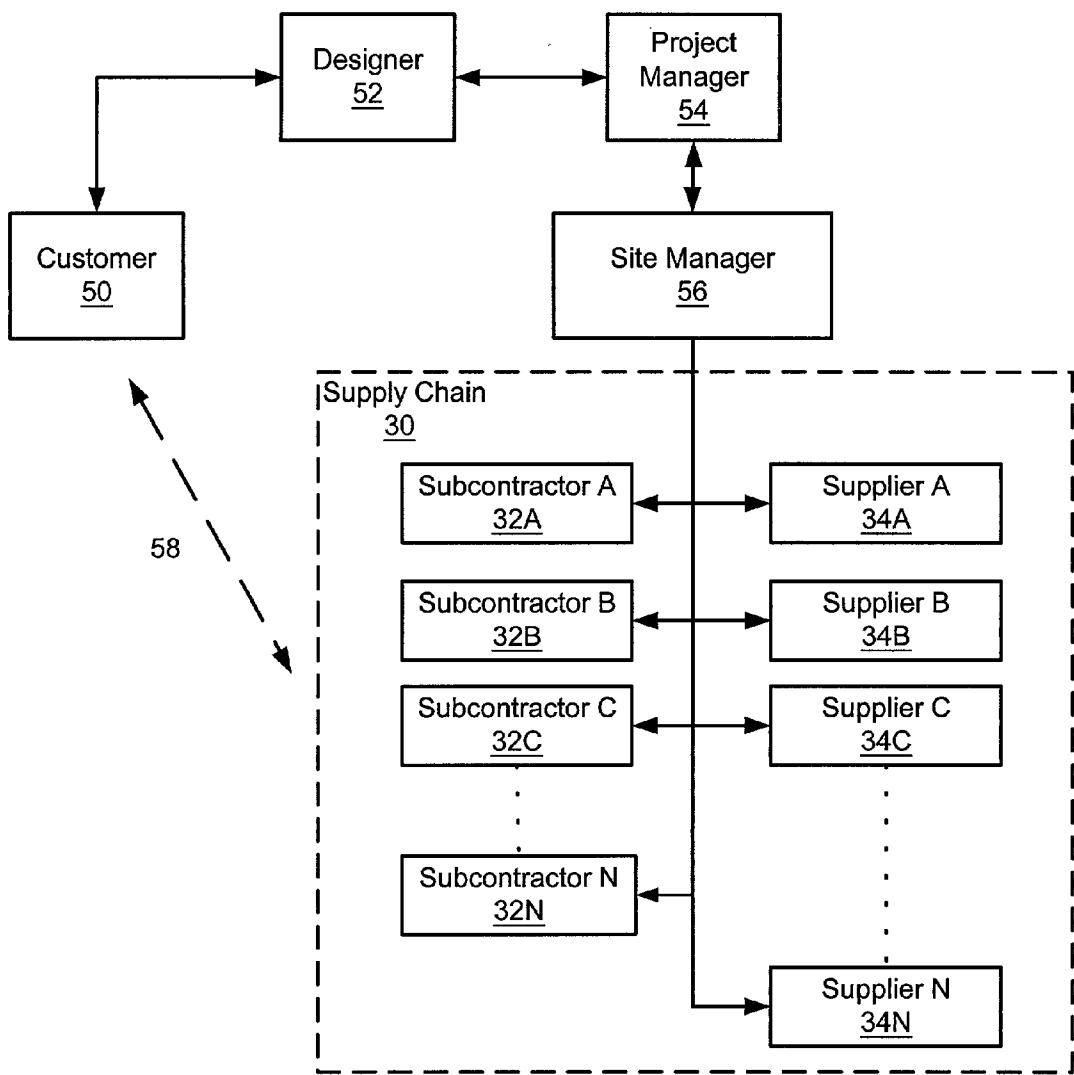 Designer
52
Project
Manager
54
Customer
50
Site Manager
56
Supply Chain
30
58
Subcontractor A
32A
Supplier A
34A
Subcontractor B
32B
Supplier B
34B
Subcontractor C
32C
Supplier C
34C
Subcontractor N
32N
Supplier N
34N